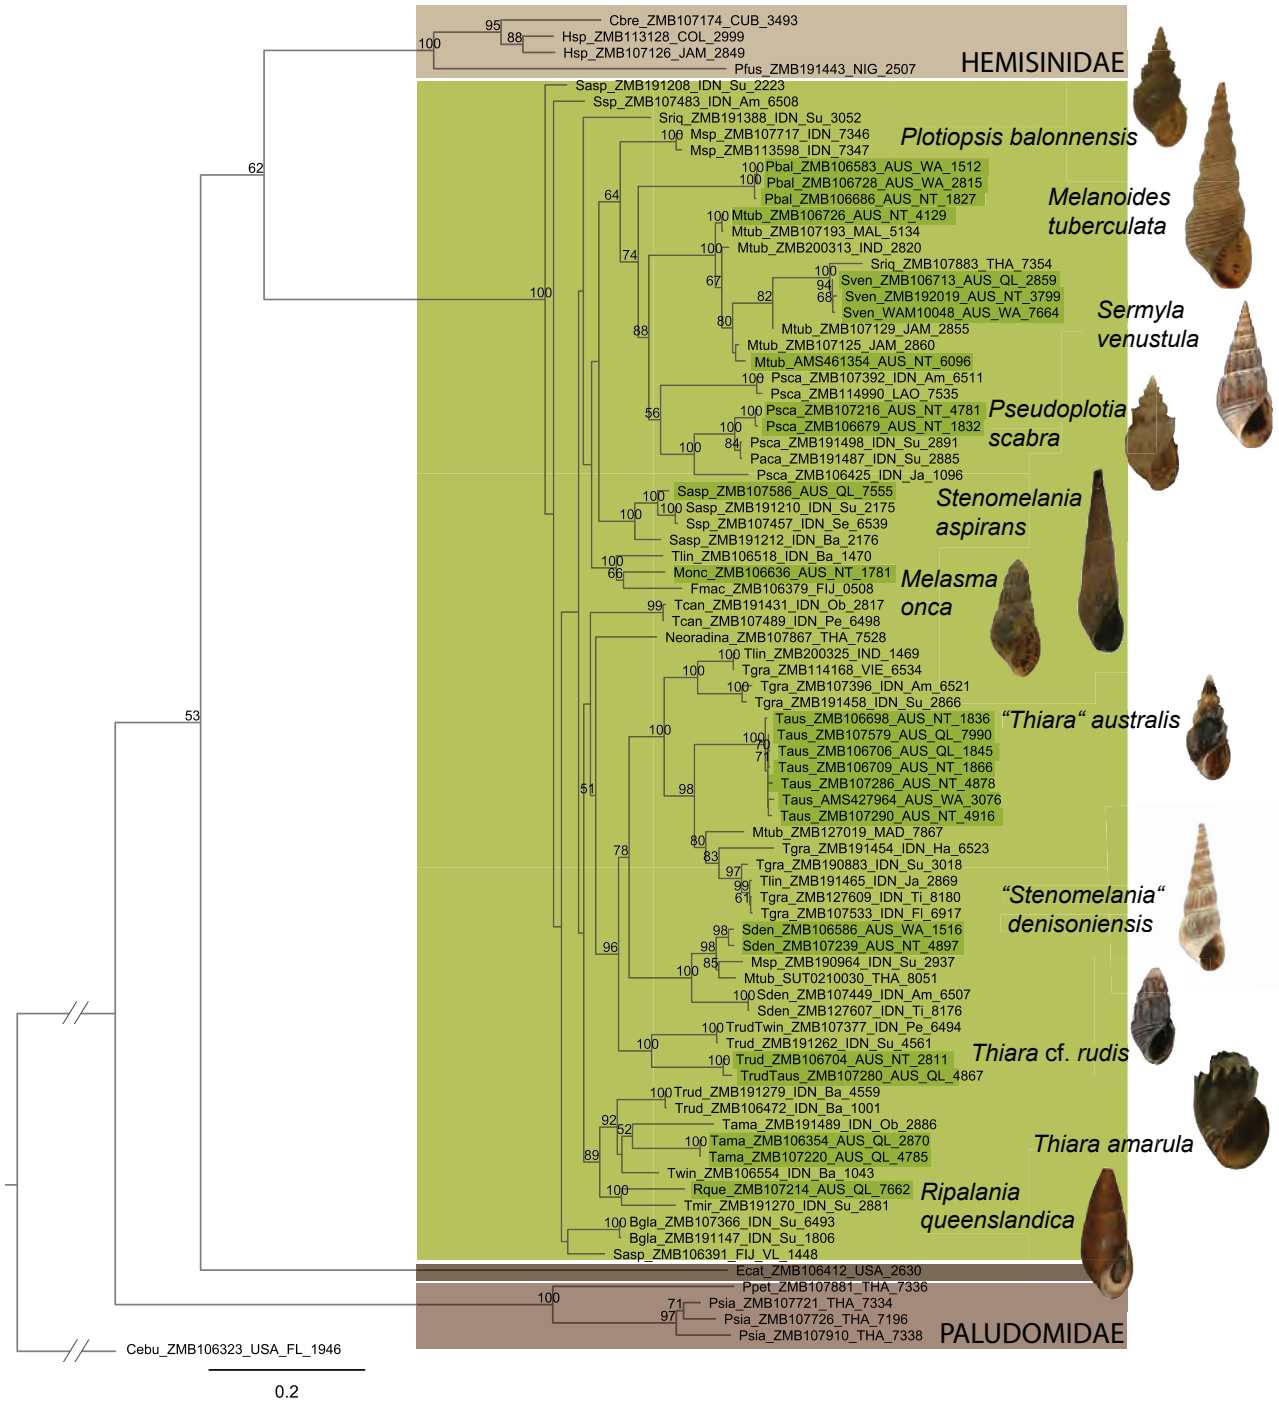 Cbre_ZMB107174_CUB_3493
95
Hsp_ZMB113128_COL_2999
88
100
Hsp_ZMB107126_JAM_2849
HEMISINIDAE
Pfus_ZMB191443_NIG_2507
Sasp_ZMB191208_IDN_Su_2223
Ssp_ZMB107483_IDN_Am_6508
Sriq_ZMB191388_IDN_Su_3052
100
Msp_ZMB107717_IDN_7346
Plotiopsis balonnensis
Msp_ZMB113598_IDN_7347
62
100
Pbal_ZMB106583_AUS_WA_1512
100
Pbal_ZMB106728_AUS_WA_2815
64
Pbal_ZMB106686_AUS_NT_1827
Melanoides
tuberculata
100
Mtub_ZMB106726_AUS_NT_4129
Mtub_ZMB107193_MAL_5134
100
Mtub_ZMB200313_IND_2820
74
Sriq_ZMB107883_THA_7354
100
67
94
Sven_ZMB106713_AUS_QL_2859
100
82
68
Sven_ZMB192019_AUS_NT_3799
Sermyla
venustula
Sven_WAM10048_AUS_WA_7664
80
88
Mtub_ZMB107129_JAM_2855
Mtub_ZMB107125_JAM_2860
Mtub_AMS461354_AUS_NT_6096
100
Psca_ZMB107392_IDN_Am_6511
Psca_ZMB114990_LAO_7535
56
100
Psca_ZMB107216_AUS_NT_4781
Pseudoplotia
scabra
100
Psca_ZMB106679_AUS_NT_1832
84
Psca_ZMB191498_IDN_Su_2891
100
Paca_ZMB191487_IDN_Su_2885
Psca_ZMB106425_IDN_Ja_1096
100
Sasp_ZMB107586_AUS_QL_7555
Stenomelania
aspirans
100
Sasp_ZMB191210_IDN_Su_2175
100
Ssp_ZMB107457_IDN_Se_6539
Sasp_ZMB191212_IDN_Ba_2176
100
Tlin_ZMB106518_IDN_Ba_1470
66
Monc_ZMB106636_AUS_NT_1781
Melasma
onca
Fmac_ZMB106379_FIJ_0508
99
Tcan_ZMB191431_IDN_Ob_2817
Tcan_ZMB107489_IDN_Pe_6498
Neoradina_ZMB107867_THA_7528
100
Tlin_ZMB200325_IND_1469
100
Tgra_ZMB114168_VIE_6534
100
Tgra_ZMB107396_IDN_Am_6521
Tgra_ZMB191458_IDN_Su_2866
53
Taus_ZMB106698_AUS_NT_1836
“Thiara“ australis
100
100
Taus_ZMB107579_AUS_QL_7990
70
71
Taus_ZMB106706_AUS_QL_1845
Taus_ZMB106709_AUS_NT_1866
51
98
Taus_ZMB107286_AUS_NT_4878
Taus_AMS427964_AUS_WA_3076
Taus_ZMB107290_AUS_NT_4916
Mtub_ZMB127019_MAD_7867
80
78
83
Tgra_ZMB191454_IDN_Ha_6523
97
Tgra_ZMB190883_IDN_Su_3018
99
Tlin_ZMB191465_IDN_Ja_2869
61
Tgra_ZMB127609_IDN_Ti_8180
“Stenomelania“
denisoniensis
Tgra_ZMB107533_IDN_Fl_6917
98
Sden_ZMB106586_AUS_WA_1516
96
98
Sden_ZMB107239_AUS_NT_4897
85
Msp_ZMB190964_IDN_Su_2937
100
Mtub_SUT0210030_THA_8051
100
Sden_ZMB107449_IDN_Am_6507
Sden_ZMB127607_IDN_Ti_8176
100
TrudTwin_ZMB107377_IDN_Pe_6494
100
Trud_ZMB191262_IDN_Su_4561
100
Trud_ZMB106704_AUS_NT_2811
Thiara cf. rudis
TrudTaus_ZMB107280_AUS_QL_4867
100
Trud_ZMB191279_IDN_Ba_4559
Trud_ZMB106472_IDN_Ba_1001
92
52
Tama_ZMB191489_IDN_Ob_2886
100
Tama_ZMB106354_AUS_QL_2870
Thiara amarula
89
Tama_ZMB107220_AUS_QL_4785
Twin_ZMB106554_IDN_Ba_1043
100
Rque_ZMB107214_AUS_QL_7662
Ripalania
queenslandica
Tmir_ZMB191270_IDN_Su_2881
100
Bgla_ZMB107366_IDN_Su_6493
Bgla_ZMB191147_IDN_Su_1806
Sasp_ZMB106391_FIJ_VL_1448
Ecat_ZMB106412_USA_2630
Ppet_ZMB107881_THA_7336
100
71
Psia_ZMB107721_THA_7334
97
Psia_ZMB107726_THA_7196
Psia_ZMB107910_THA_7338
PALUDOMIDAE
Cebu_ZMB106323_USA_FL_1946
0.2